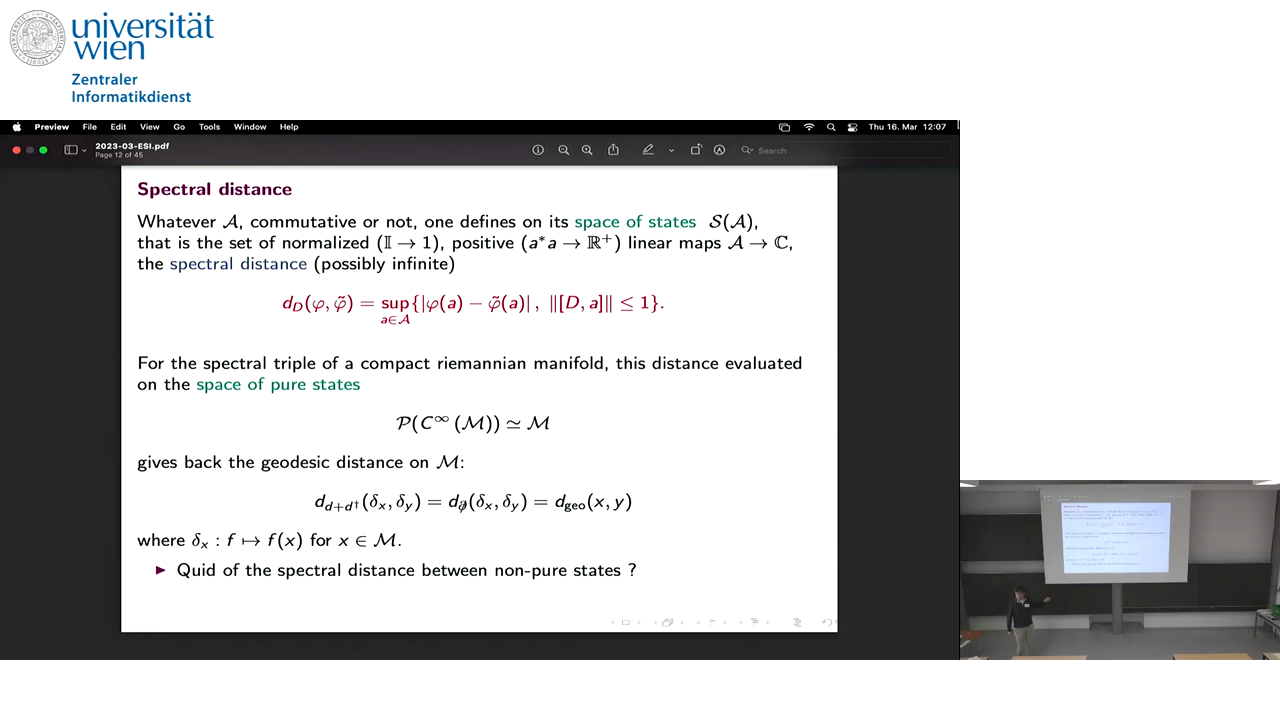 universität
wien
Zentraler
Informatikdienst
Preview File Edit View Go Tools Window Help Thu 16. Mar 12:07
2023-03-ESI.pdf
Page 12 of 45
Search
Spectral distance
Whatever 𝒜, commutative or not, one defines on its space of states 𝒮(𝒜),
that is the set of normalized (𝕀 → 1), positive (a*a → ℝ⁺) linear maps 𝒜 → ℂ,
the spectral distance (possibly infinite)
d_D(φ, φ̃) = sup_{a∈𝒜} {|φ(a) − φ̃(a)| , ‖[D, a]‖ ≤ 1}.
For the spectral triple of a compact riemannian manifold, this distance evaluated
on the space of pure states
𝒫(C^∞ (ℳ)) ≃ ℳ
gives back the geodesic distance on ℳ:
d_{d+d†}(δ_x, δ_y) = d_{∂̸}(δ_x, δ_y) = d_geo(x, y)
where δ_x : f ↦ f(x) for x ∈ ℳ.
► Quid of the spectral distance between non-pure states ?